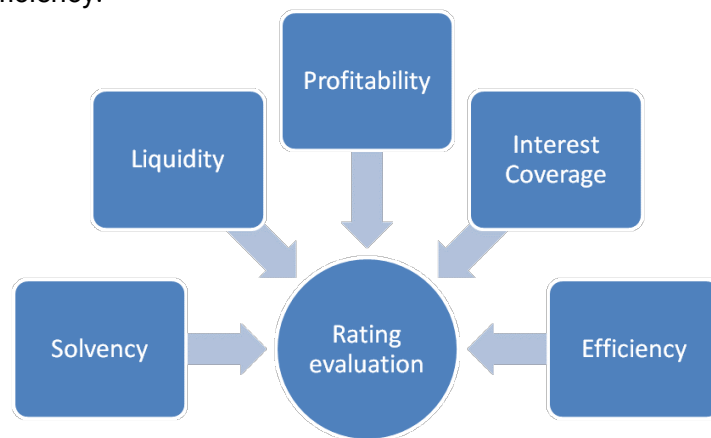 Profitability
Liquidity
Interest
Coverage
Solvency
Rating
evaluation
Efficiency